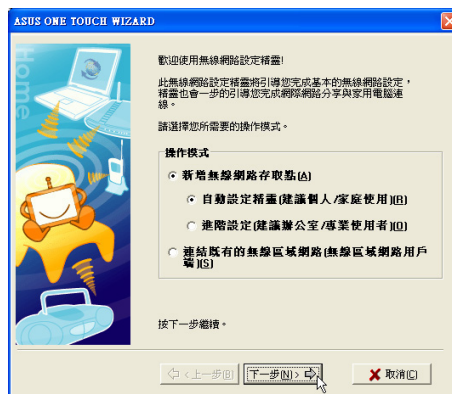 ASUS ONE TOUCH WIZARD
Home
歡迎使用無線網路設定精靈!
此無線網路設定精靈將引導您完成基本的無線網路設定，
精靈也會一步的引導您完成網際網路分享與家用電腦連
線。
請選擇您所需要的操作模式。
操作模式
新增無線網路存取點(A)
自動設定精靈(建議個人/家庭使用)(R)
進階設定(建議辦公室/專業使用者)(O)
連結既有的無線區域網路(無線區域網路用戶
端)(S)
按下一步繼續。
<上一步(B)
下一步(N)>
取消(C)